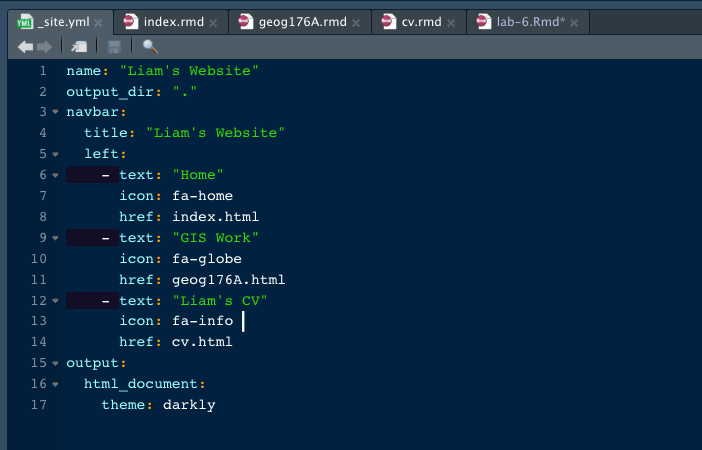 _site.yml index.rmd geog176A.rmd cv.rmd lab-6.Rmd*
1 name: "Liam's Website"
2 output_dir: "."
3 navbar:
4   title: "Liam's Website"
5   left:
6     - text: "Home"
7       icon: fa-home
8       href: index.html
9     - text: "GIS Work"
10       icon: fa-globe
11       href: geog176A.html
12     - text: "Liam's CV"
13       icon: fa-info
14       href: cv.html
15 output:
16   html_document:
17     theme: darkly